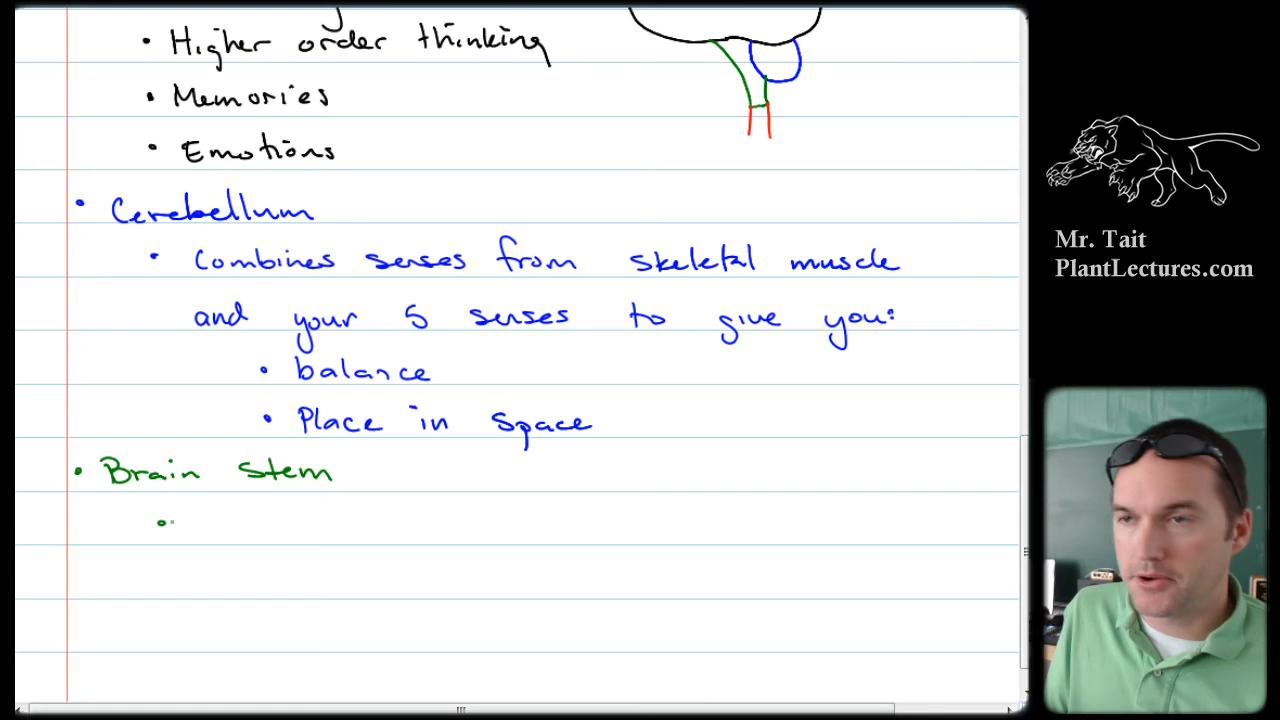 • Higher order thinking
• Memories
• Emotions
• Cerebellum
• Combines senses from skeletal muscle
and your 5 senses to give you:
• balance
• Place in space
• Brain stem
•
Mr. Tait
PlantLectures.com